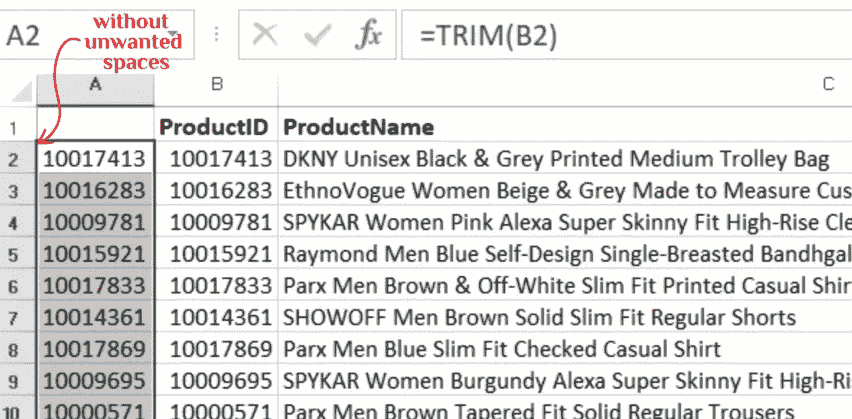 A2
without
unwanted
spaces
fx
=TRIM(B2)
A B C
1 ProductID ProductName
2 10017413 10017413 DKNY Unisex Black & Grey Printed Medium Trolley Bag
3 10016283 10016283 EthnoVogue Women Beige & Grey Made to Measure Cus
4 10009781 10009781 SPYKAR Women Pink Alexa Super Skinny Fit High-Rise Cle
5 10015921 10015921 Raymond Men Blue Self-Design Single-Breasted Bandhgal
6 10017833 10017833 Parx Men Brown & Off-White Slim Fit Printed Casual Shir
7 10014361 10014361 SHOWOFF Men Brown Solid Slim Fit Regular Shorts
8 10017869 10017869 Parx Men Blue Slim Fit Checked Casual Shirt
9 10009695 10009695 SPYKAR Women Burgundy Alexa Super Skinny Fit High-Ri
10 10000571 10000571 Parx Men Brown Tapered Fit Solid Regular Trousers